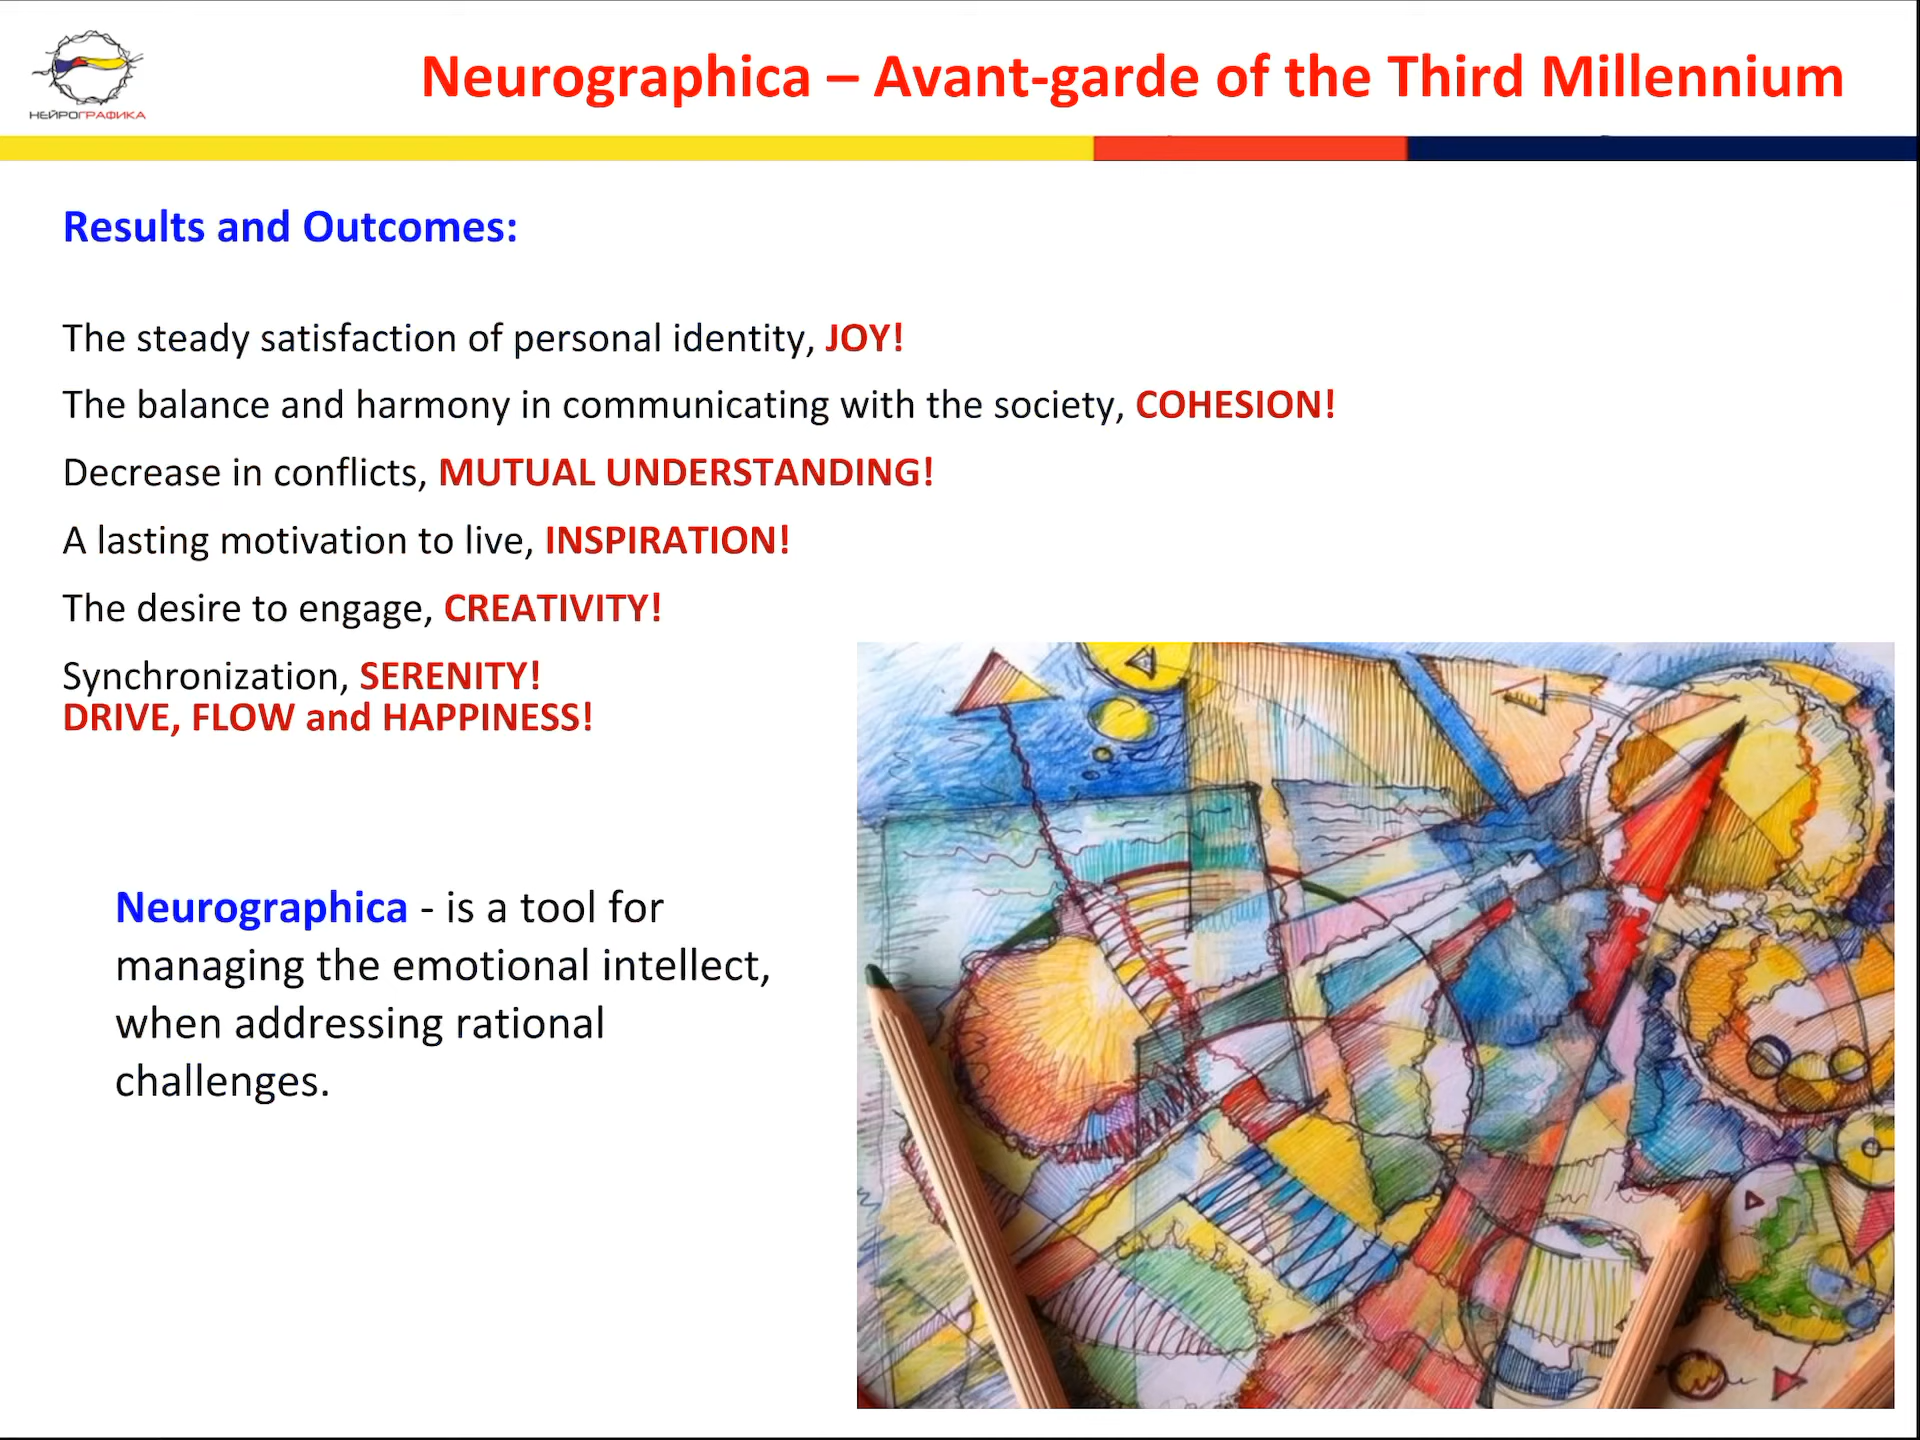 НЕЙРОГРАФИКА
Neurographica – Avant-garde of the Third Millennium
Results and Outcomes:
The steady satisfaction of personal identity, JOY!
The balance and harmony in communicating with the society, COHESION!
Decrease in conflicts, MUTUAL UNDERSTANDING!
A lasting motivation to live, INSPIRATION!
The desire to engage, CREATIVITY!
Synchronization, SERENITY!
DRIVE, FLOW and HAPPINESS!
Neurographica - is a tool for
managing the emotional intellect,
when addressing rational
challenges.